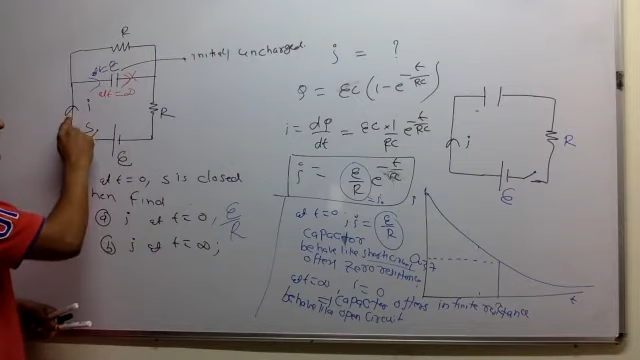 R
C
initially uncharged.
at t = ∞
i
R
S
ε
at t=0, S is closed
then find
(a) i at t=0, ε/R
(b) i at t=∞;
i = ?
Q = εC (1-e^-t/RC)
i = dQ/dt = εC × 1/RC e^-t/RC
i = (ε/R) e^-t/RC
at t=0, i = ε/R
capacitor
behave like short circuit
offers zero resistance
at t=∞, i = 0
capacitor offers infinite resistance
behave like open circuit
i
R
ε
i
t